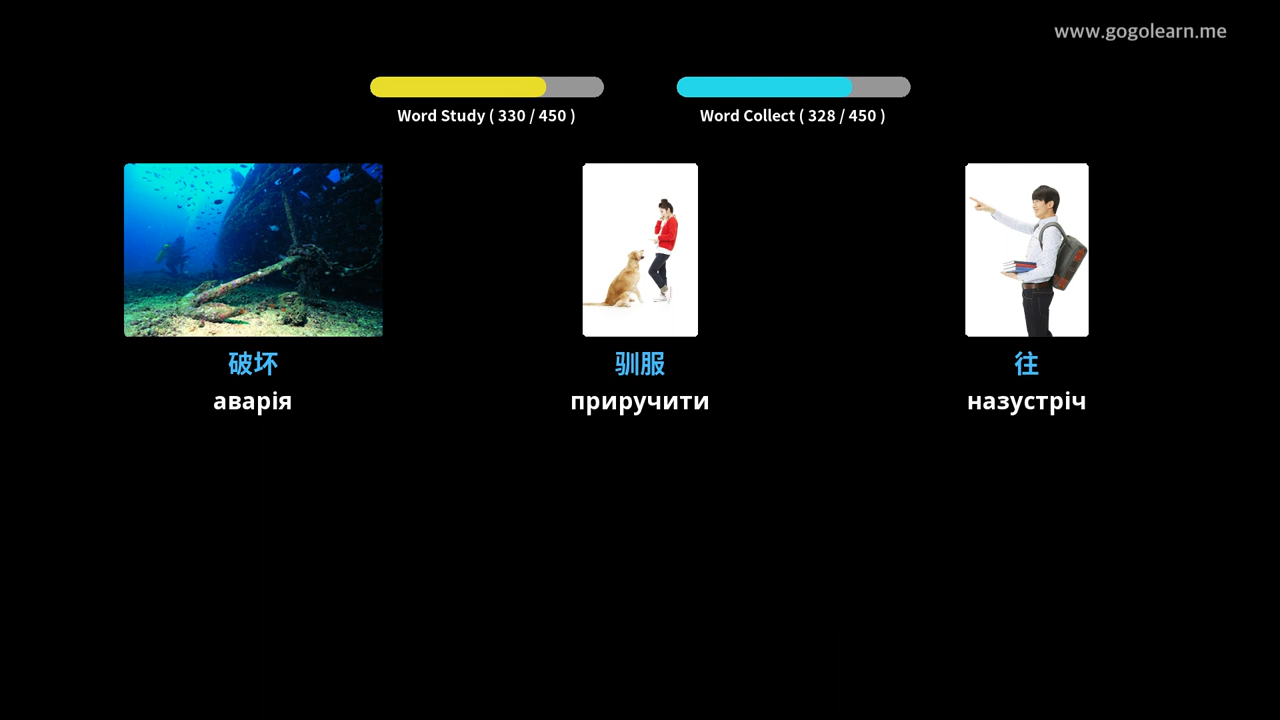 www.gogolearn.me
Word Study ( 330 / 450 )
Word Collect ( 328 / 450 )
破坏
аварія
驯服
приручити
往
назустріч